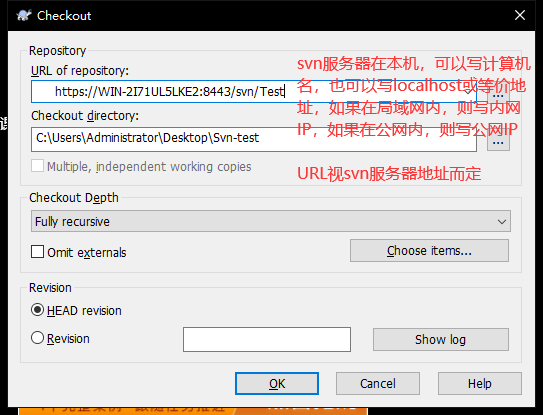 Checkout
Repository
URL of repository:
https://WIN-2I71UL5LKE2:8443/svn/Test
svn服务器在本机，可以写计算机
名，也可以写localhost或等价地
址，如果在局域网内，则写内网
IP，如果在公网内，则写公网IP
URL视svn服务器地址而定
...
Checkout directory:
C:\Users\Administrator\Desktop\Svn-test
...
Multiple, independent working copies
Checkout Depth
Fully recursive
Omit externals
Choose items...
Revision
HEAD revision
Revision
Show log
OK
Cancel
Help